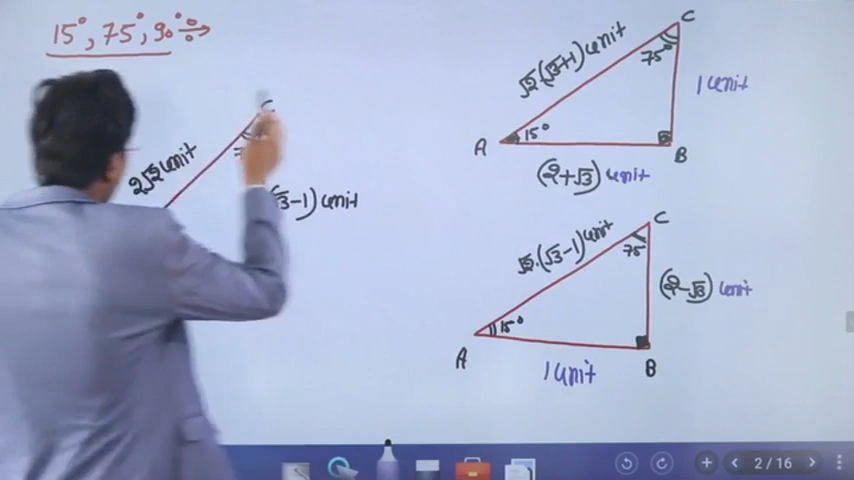 15°, 75°, 90° ÷→
C
2√2 unit
√3-1) unit
C
√2(√3+1) unit
75°
1 unit
A
15°
B
(2+√3) unit
C
√2.(√3-1) unit
75
(2-√3) unit
15°
A
1 unit
B
2 / 16